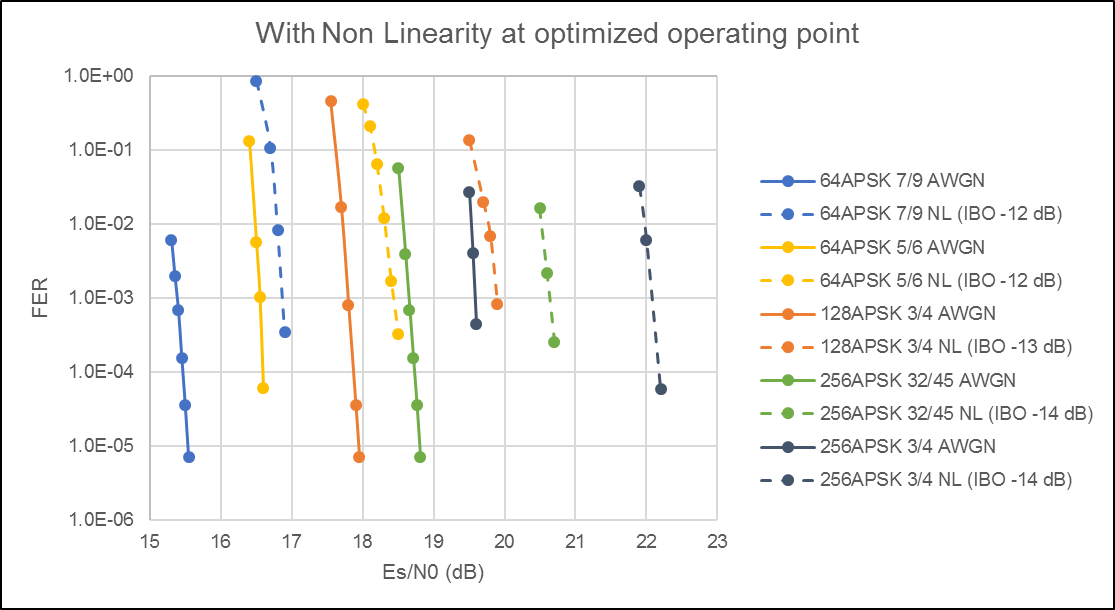 With Non Linearity at optimized operating point
1.0E+00
1.0E-01
1.0E-02
1.0E-03
1.0E-04
1.0E-05
1.0E-06
FER
15 16 17 18 19 20 21 22 23
Es/N0 (dB)
64APSK 7/9 AWGN
64APSK 7/9 NL (IBO -12 dB)
64APSK 5/6 AWGN
64APSK 5/6 NL (IBO -12 dB)
128APSK 3/4 AWGN
128APSK 3/4 NL (IBO -13 dB)
256APSK 32/45 AWGN
256APSK 32/45 NL (IBO -14 dB)
256APSK 3/4 AWGN
256APSK 3/4 NL (IBO -14 dB)